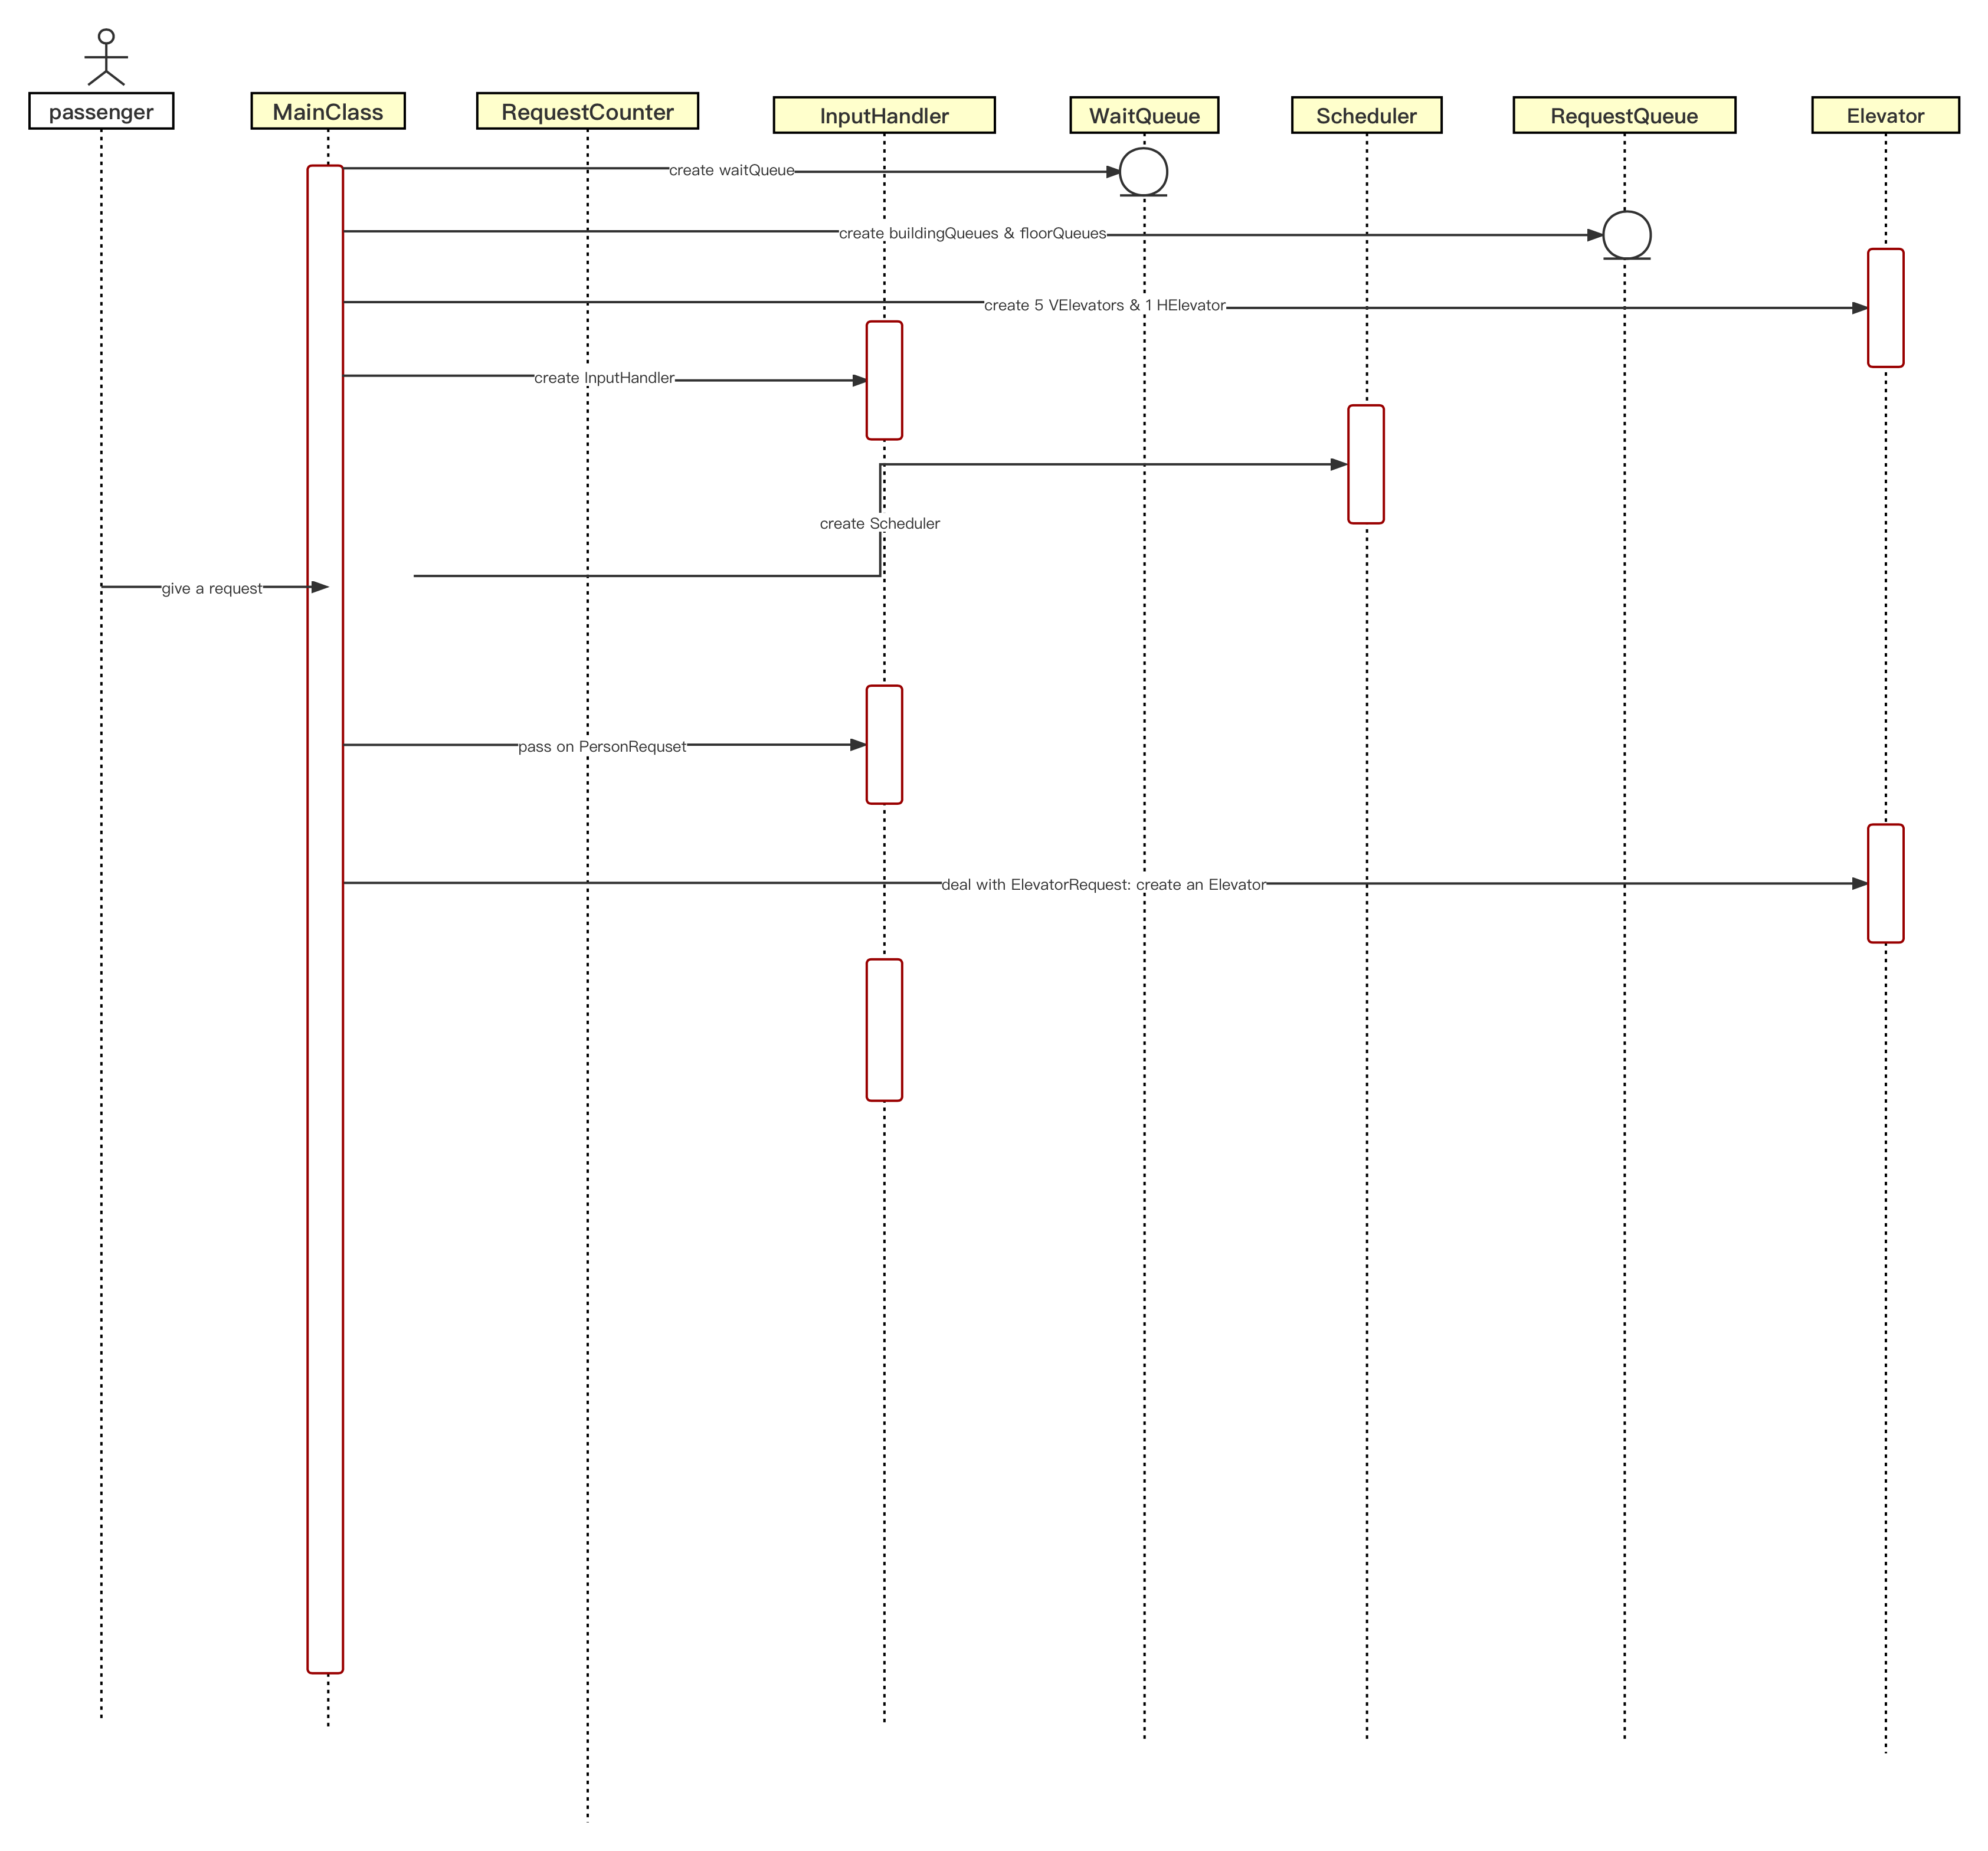 passenger
MainClass
RequestCounter
InputHandler
WaitQueue
Scheduler
RequestQueue
Elevator
create waitQueue
create buildingQueues & floorQueues
create 5 VElevators & 1 HElevator
create InputHandler
create Scheduler
give a request
pass on PersonRequset
deal with ElevatorRequest: create an Elevator